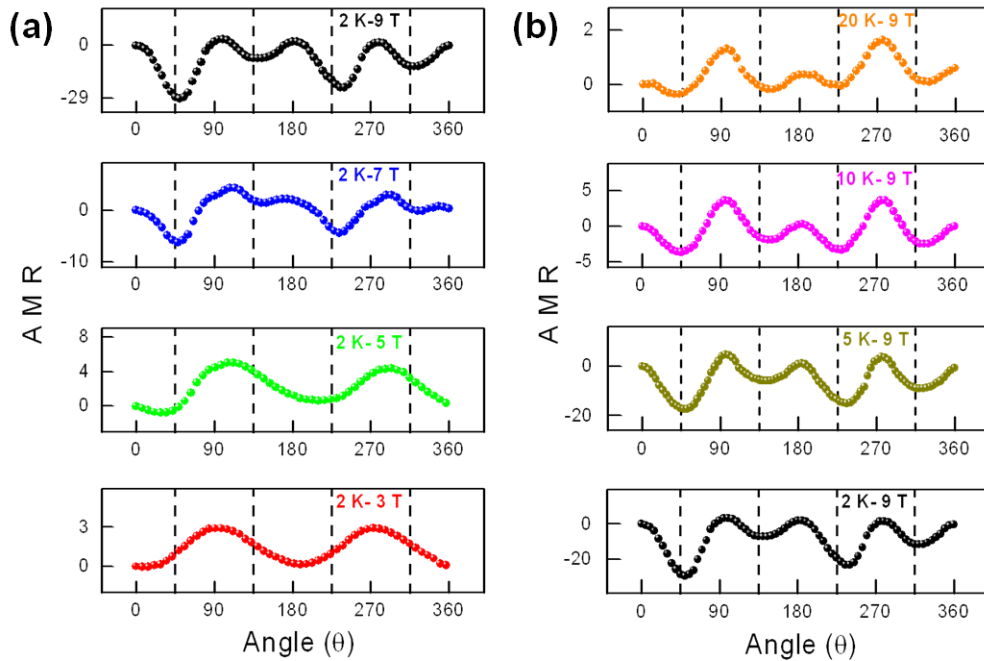 (a)
2 K-9 T
0
-29
0 90 180 270 360
2 K-7 T
0
-10
0 90 180 270 360
2 K- 5 T
8
4
0
0 90 180 270 360
2 K- 3 T
3
0
0 90 180 270 360
A M R
Angle (θ)
(b)
20 K-9 T
2
0
0 90 180 270 360
10 K- 9 T
5
0
-5
0 90 180 270 360
5 K-9 T
0
-20
0 90 180 270 360
2 K-9 T
0
-20
0 90 180 270 360
A M R
Angle (θ)